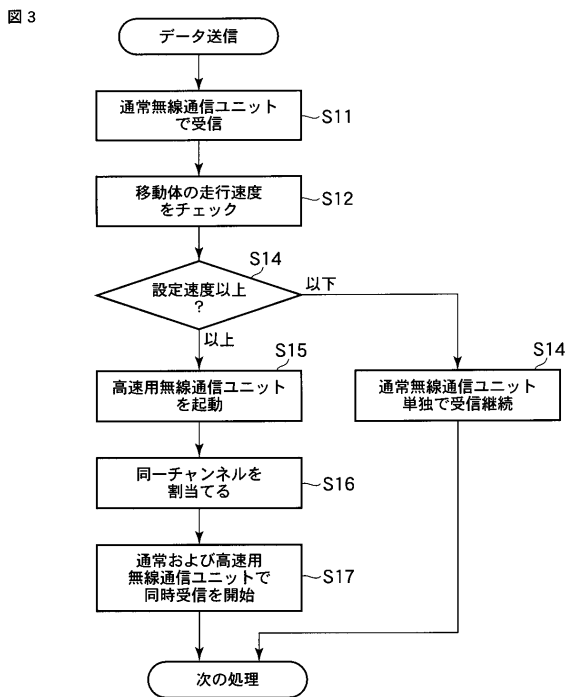 図3
データ送信
通常無線通信ユニット
で受信
S11
移動体の走行速度
をチェック
S12
S14
設定速度以上
?
以下
以上
S15
高速用無線通信ユニット
を起動
S14
通常無線通信ユニット
単独で受信継続
同一チャンネルを
割当てる
S16
通常および高速用
無線通信ユニットで
同時受信を開始
S17
次の処理